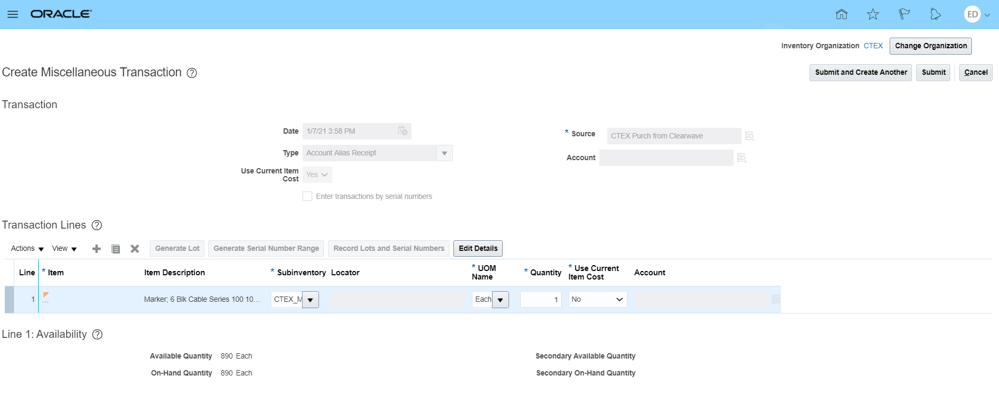 ORACLE
ED
Inventory Organization CTEX Change Organization
Create Miscellaneous Transaction ?
Submit and Create Another Submit Cancel
Transaction
Date 1/7/21 3:58 PM
* Source CTEX Purch from Clearwave
Type Account Alias Receipt
Account
Use Current Item
Cost
Yes
Enter transactions by serial numbers
Transaction Lines ?
Actions View Generate Lot Generate Serial Number Range Record Lots and Serial Numbers Edit Details
Line * Item Item Description * Subinventory Locator * UOM
Name * Quantity * Use Current
Item Cost Account
1 ... Marker; 6 Blk Cable Series 100 10... CTEX_M Each 1 No
Line 1: Availability ?
Available Quantity 890 Each
Secondary Available Quantity
On-Hand Quantity 890 Each
Secondary On-Hand Quantity